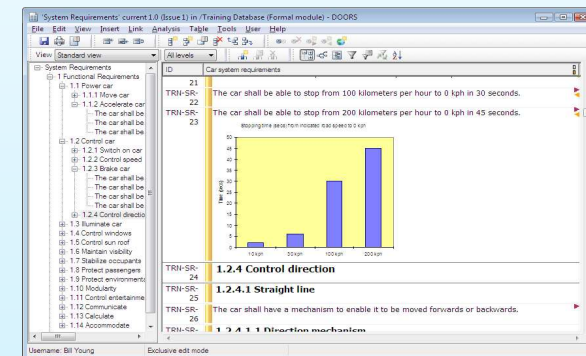 'System Requirements' current 1.0 (Issue 1) in /Training Database (Formal module) - DOORS
File Edit View Insert Link Analysis Table Tools User Help
View Standard view All levels
System Requirements
1 Functional Requirements
1.1 Power car
1.1.1 Move car
1.1.2 Accelerate car
The car shall be
The car shall be
The car shall be
1.2 Control car
1.2.1 Switch on car
1.2.2 Control speed
1.2.3 Brake car
The car shall be
The car shall be
The car shall be
1.2.4 Control directio
1.3 Illuminate car
1.4 Control windows
1.5 Control sun roof
1.6 Maintain visibility
1.7 Stabilize occupants
1.8 Protect passengers
1.9 Protect environmenta
1.10 Modularity
1.11 Control entertainme
1.12 Communicate
1.13 Calculate
1.14 Accommodate
ID Car system requirements
21
TRN-SR-22 The car shall be able to stop from 100 kilometers per hour to 0 kph in 30 seconds.
TRN-SR-23 The car shall be able to stop from 200 kilometers per hour to 0 kph in 45 seconds.
Stopping time (secs) from indicated road speed to 0 kph
50
45
40
35
30
25
20
15
10
5
0
Time (secs)
10 kph 50 kph 100 kph 200 kph
TRN-SR-24 1.2.4 Control direction
TRN-SR-25 1.2.4.1 Straight line
TRN-SR-26 The car shall have a mechanism to enable it to be moved forwards or backwards.
TRN-SR- 1.2.4.1.1 Direction mechanism
Username: Bill Young Exclusive edit mode